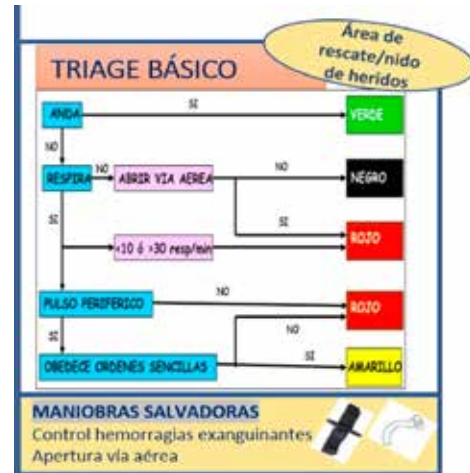 Área de
rescate/nido
de heridos
TRIAGE BÁSICO
SI
ANDA
VERDE
NO
RESPIRA
NO
ABRIR VIA AEREA
NO
NEGRO
SI
SI
ROJO
<10 ó >30 resp/min
PULSO PERIFERICO
NO
ROJO
SI
NO
OBEDECE ORDENES SENCILLAS
SI
AMARILLO
MANIOBRAS SALVADORAS
Control hemorragias exanguinantes
Apertura vía aérea